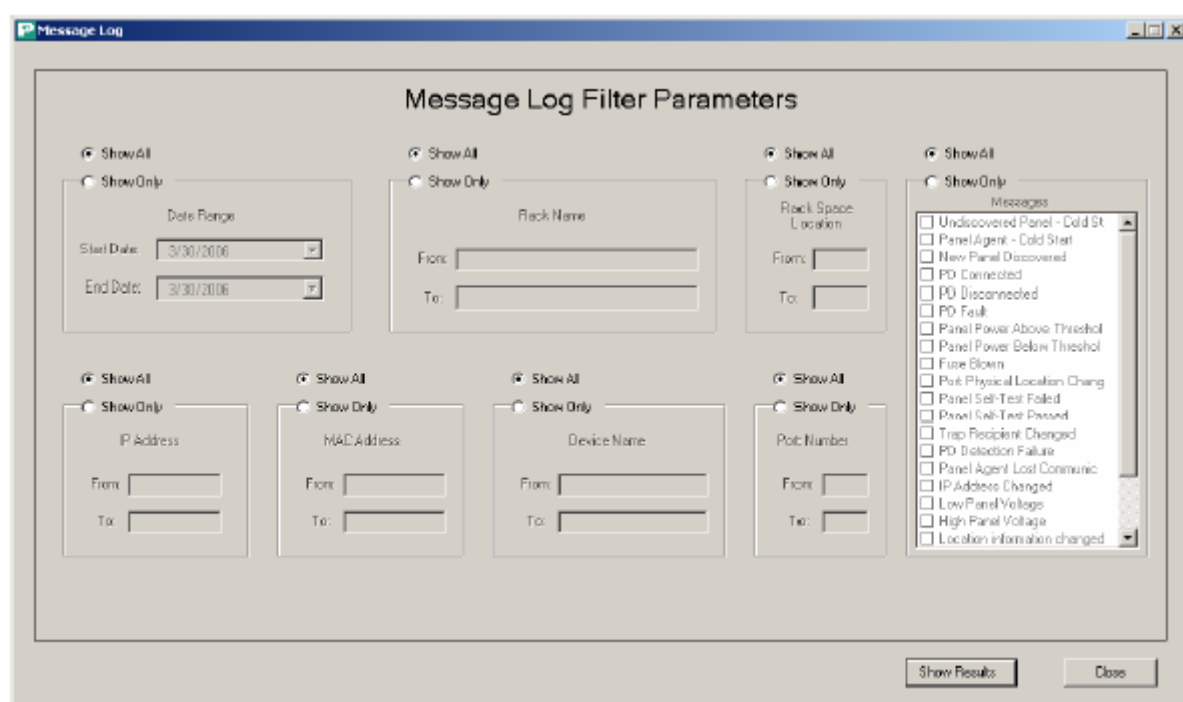 Message Log
Message Log Filter Parameters
Show All
Show Only
Date Range
Start Date: 3/30/2006
End Date: 3/30/2006
Show All
Show Only
Rack Name
From:
To:
Show All
Show Only
Rack Space
Location
From:
To:
Show All
Show Only
Messages
Undiscovered Panel - Cold St
Panel Agent - Cold Start
New Panel Discovered
PD Connected
PD Disconnected
PD Fault
Panel Power Above Threshol
Panel Power Below Threshol
Fuse Blown
Port Physical Location Chang
Panel Self-Test Failed
Panel Self-Test Passed
Trap Recipient Changed
PD Detection Failure
Panel Agent Lost Communic
IP Address Changed
Low Panel Voltage
High Panel Voltage
Location information changed
Show All
Show Only
IP Address
From:
To:
Show All
Show Only
MAC Address
From:
To:
Show All
Show Only
Device Name
From:
To:
Show All
Show Only
Port Number
From:
To:
Show Results
Close